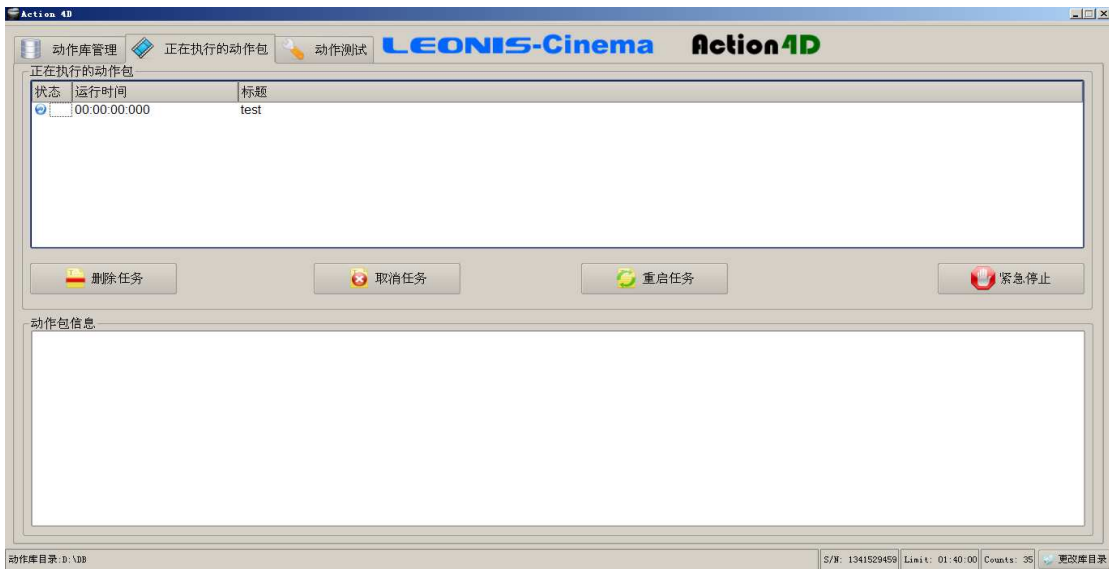 Action 4D
动作库管理 正在执行的动作包 动作测试 LEONIS-Cinema Action4D
正在执行的动作包
状态 运行时间 标题
00:00:00:000 test
删除任务 取消任务 重启任务 紧急停止
动作包信息
动作库目录:D:\DB S/N: 1341529459 Limit: 01:40:00 Counts: 35 更改库目录